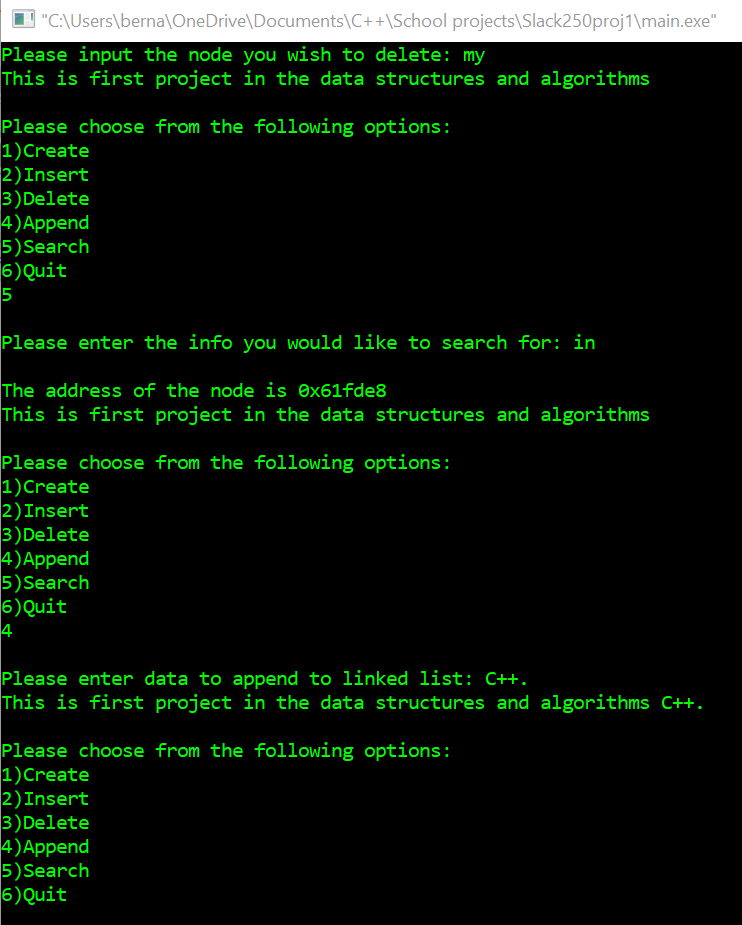 "C:\Users\berna\OneDrive\Documents\C++\School projects\Slack250proj1\main.exe"
Please input the node you wish to delete: my
This is first project in the data structures and algorithms
Please choose from the following options:
1)Create
2)Insert
3)Delete
4)Append
5)Search
6)Quit
5
Please enter the info you would like to search for: in
The address of the node is 0x61fde8
This is first project in the data structures and algorithms
Please choose from the following options:
1)Create
2)Insert
3)Delete
4)Append
5)Search
6)Quit
4
Please enter data to append to linked list: C++.
This is first project in the data structures and algorithms C++.
Please choose from the following options:
1)Create
2)Insert
3)Delete
4)Append
5)Search
6)Quit